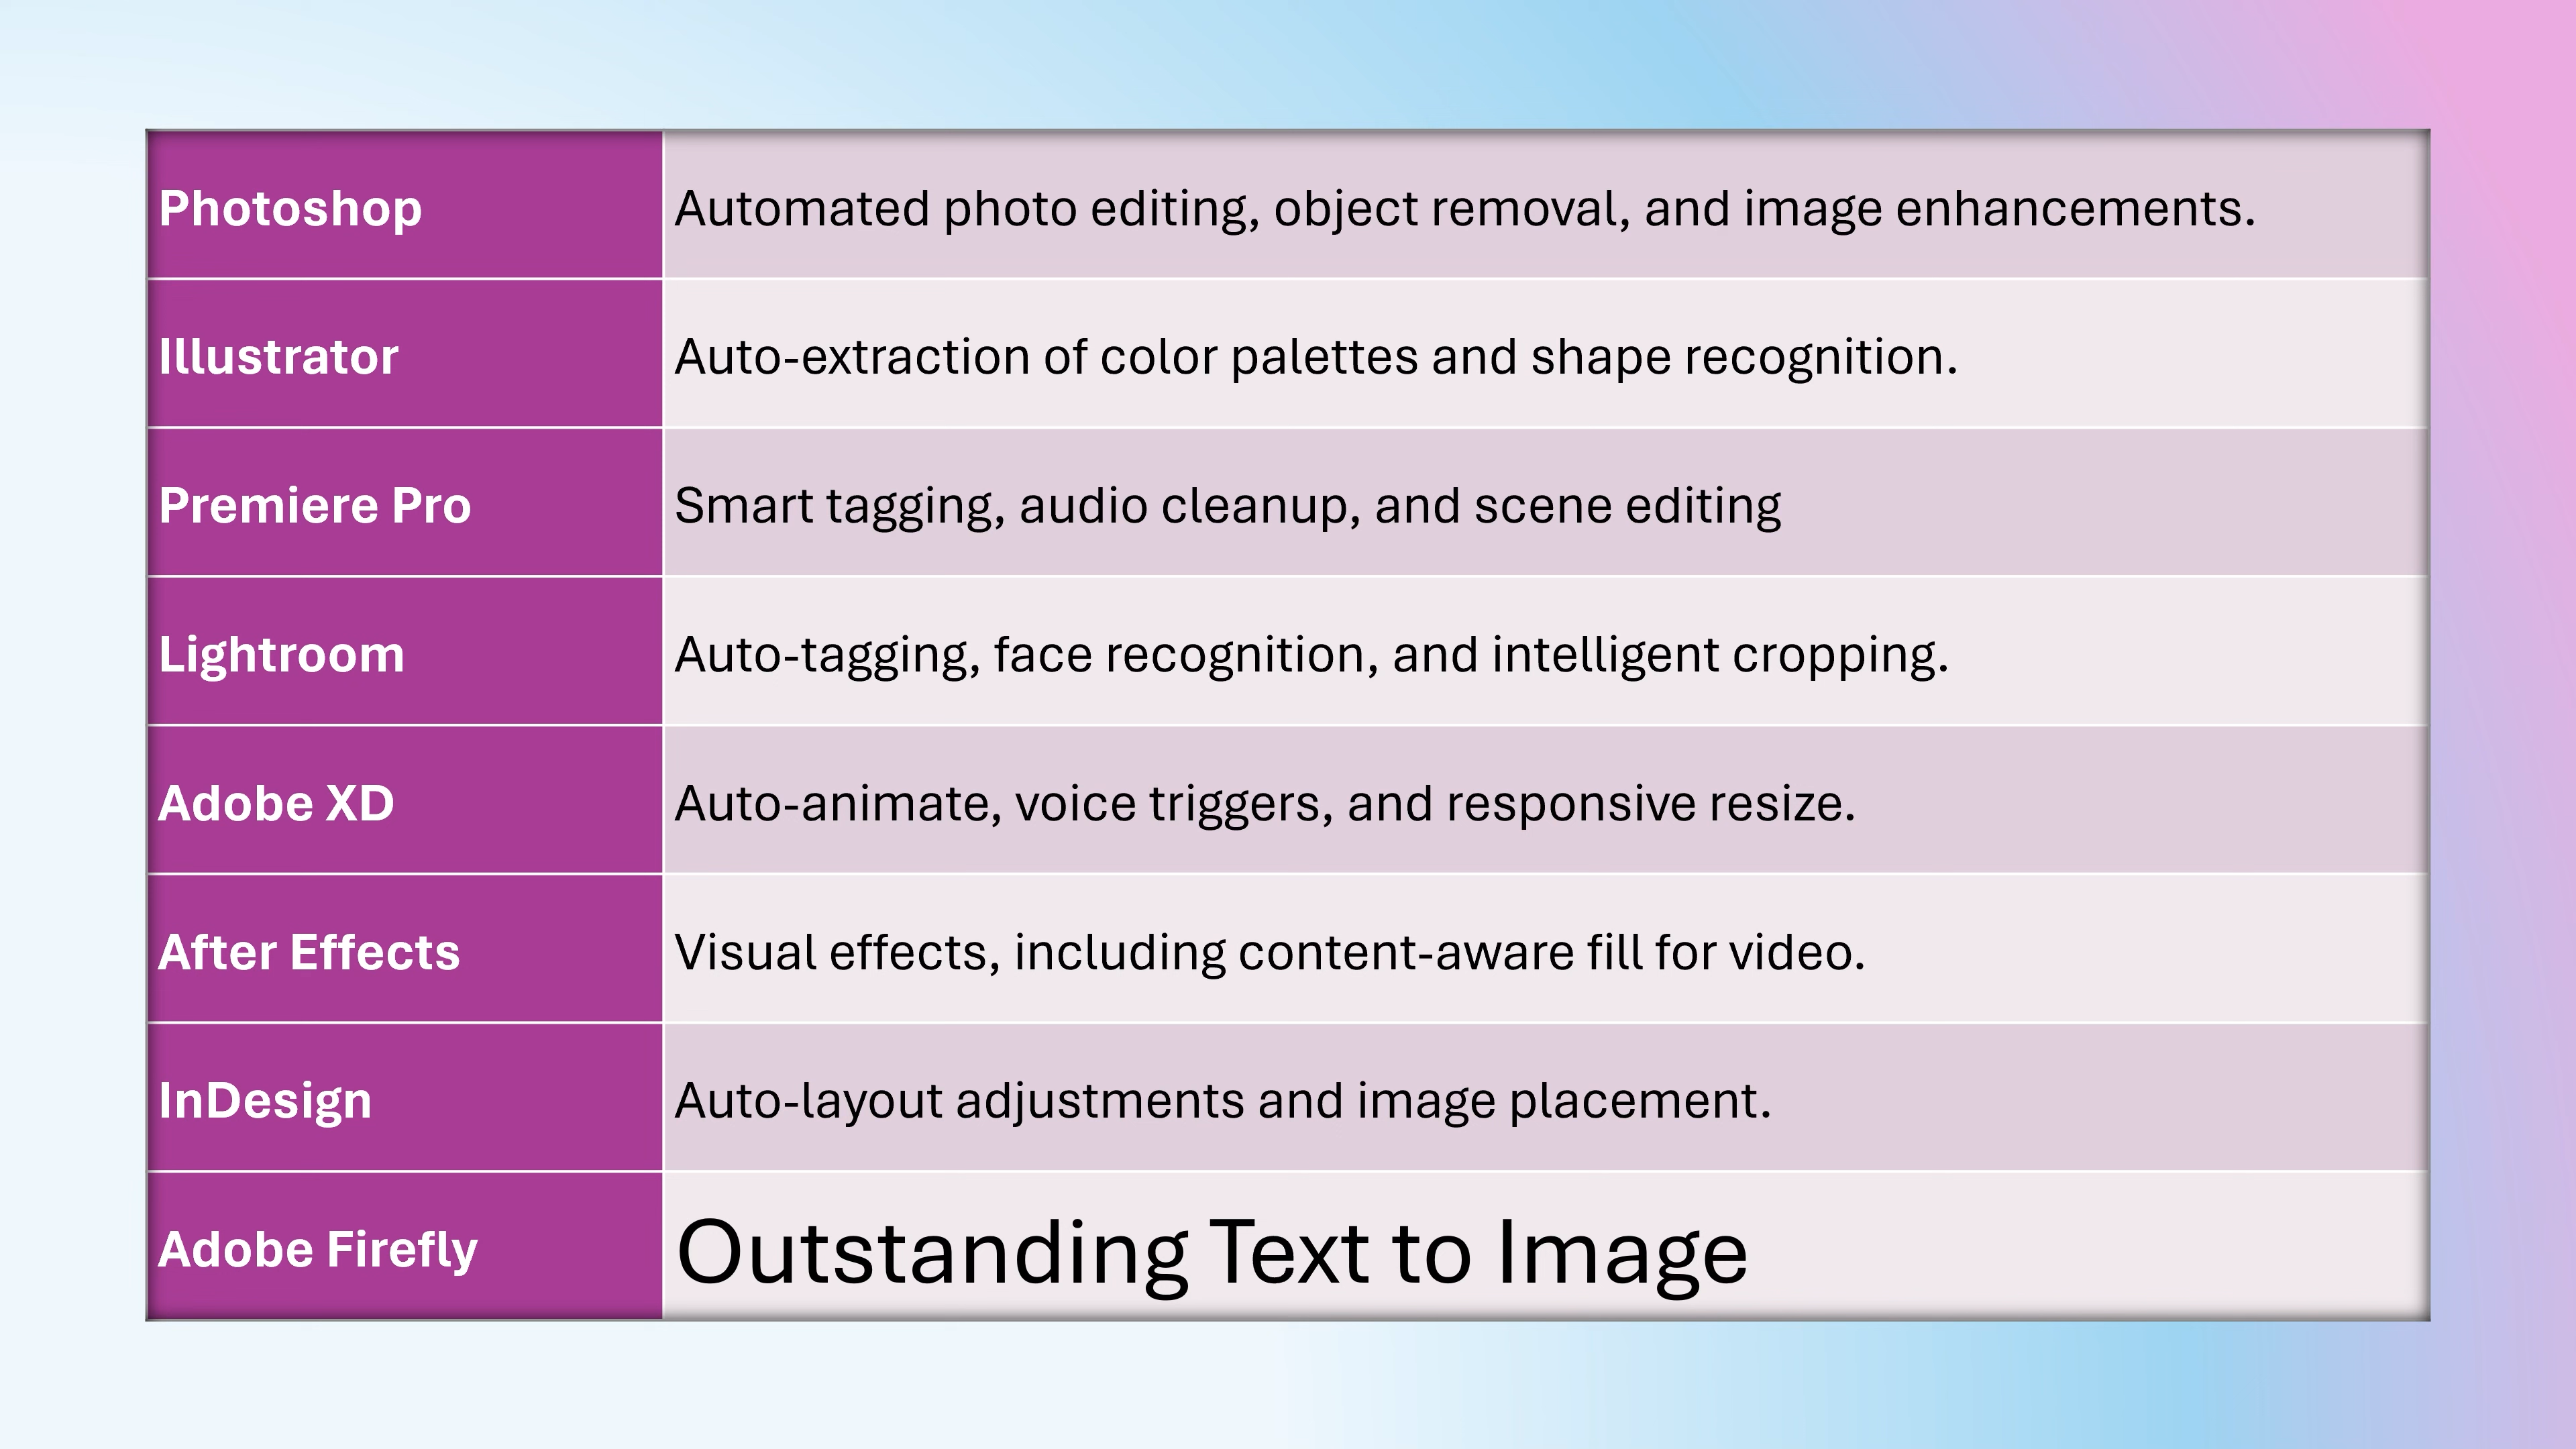 Photoshop
Automated photo editing, object removal, and image enhancements.
Illustrator
Auto-extraction of color palettes and shape recognition.
Premiere Pro
Smart tagging, audio cleanup, and scene editing
Lightroom
Auto-tagging, face recognition, and intelligent cropping.
Adobe XD
Auto-animate, voice triggers, and responsive resize.
After Effects
Visual effects, including content-aware fill for video.
InDesign
Auto-layout adjustments and image placement.
Adobe Firefly
Outstanding Text to Image